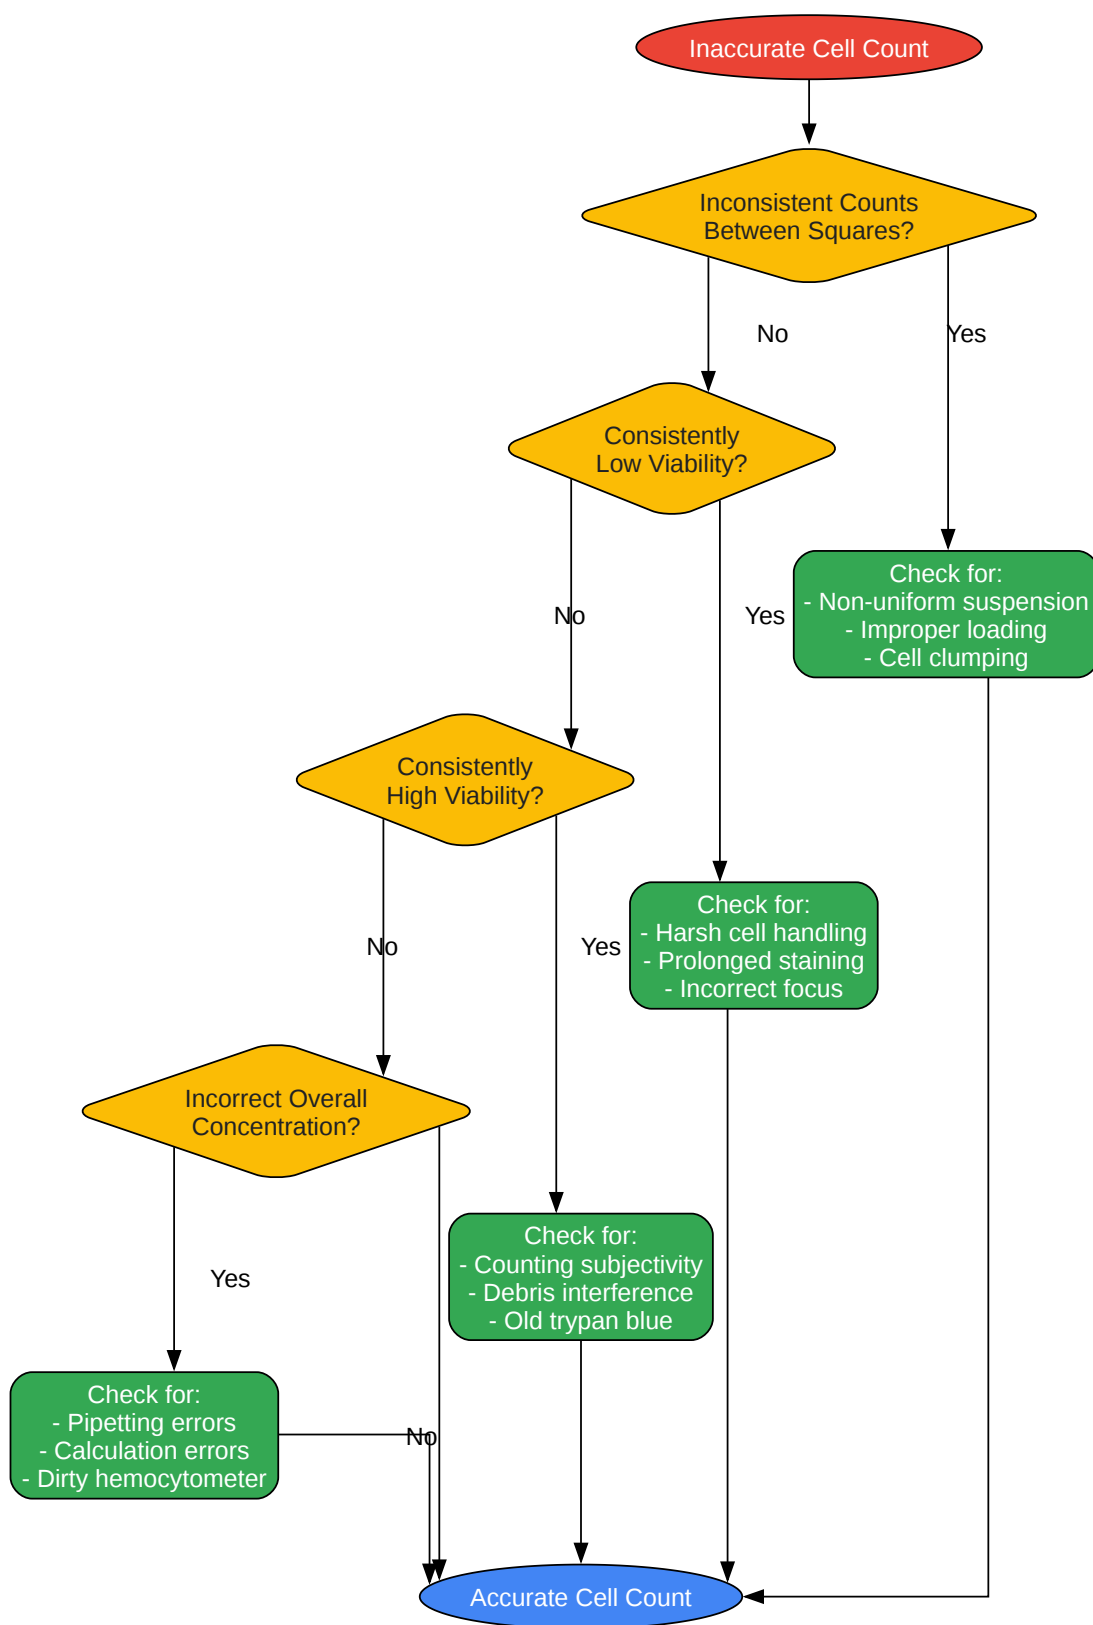 Inaccurate Cell Count
Inconsistent Counts
Between Squares?
No
Yes
Consistently
Low Viability?
Check for:
- Non-uniform suspension
- Improper loading
- Cell clumping
No
Yes
Consistently
High Viability?
Check for:
- Harsh cell handling
- Prolonged staining
- Incorrect focus
No
Yes
Incorrect Overall
Concentration?
Check for:
- Counting subjectivity
- Debris interference
- Old trypan blue
Yes
Check for:
- Pipetting errors
- Calculation errors
- Dirty hemocytometer
No
Accurate Cell Count